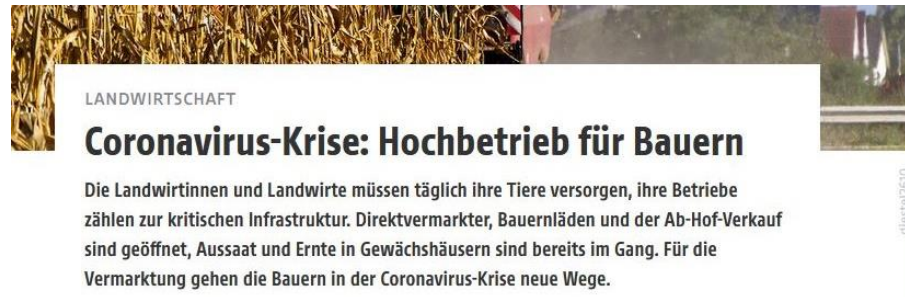 LANDWIRTSCHAFT
Coronavirus-Krise: Hochbetrieb für Bauern
Die Landwirtinnen und Landwirte müssen täglich ihre Tiere versorgen, ihre Betriebe
zählen zur kritischen Infrastruktur. Direktvermarkter, Bauernläden und der Ab-Hof-Verkauf
sind geöffnet, Aussaat und Ernte in Gewächshäusern sind bereits im Gang. Für die
Vermarktung gehen die Bauern in der Coronavirus-Krise neue Wege.